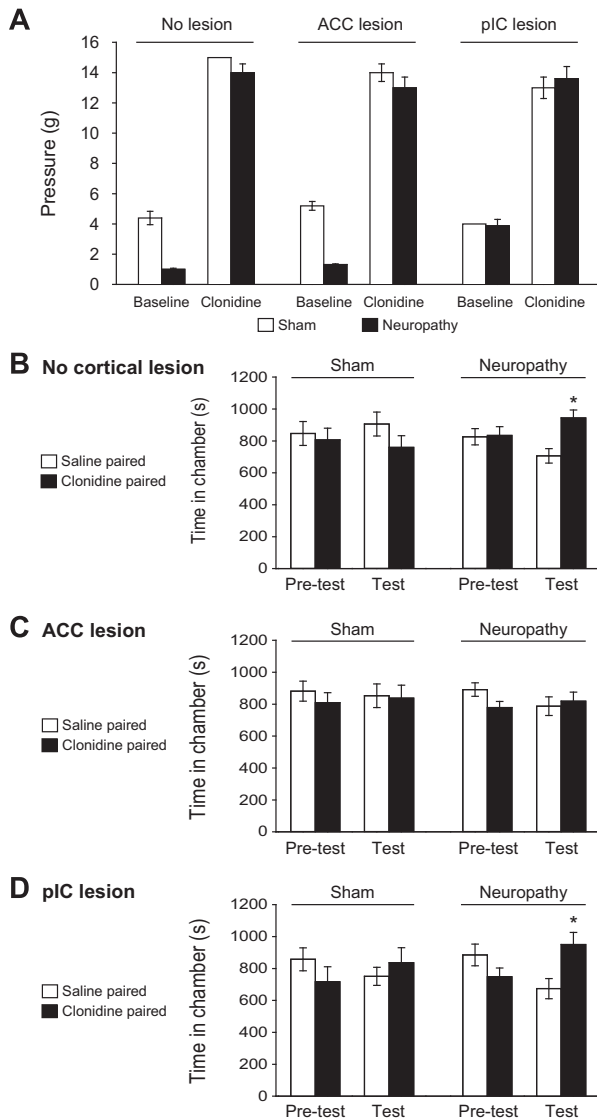 A
No lesion ACC lesion pIC lesion
16
14
12
10
8
6
4
2
0
Pressure (g)
Baseline Clonidine Baseline Clonidine Baseline Clonidine
Sham Neuropathy
B No cortical lesion
Sham Neuropathy
Saline paired
Clonidine paired
Time in chamber (s)
1200
1000
800
600
400
200
0
*
Pre-test Test Pre-test Test
C ACC lesion
Sham Neuropathy
Saline paired
Clonidine paired
Time in chamber (s)
1200
1000
800
600
400
200
0
Pre-test Test Pre-test Test
D pIC lesion
Sham Neuropathy
Saline paired
Clonidine paired
Time in chamber (s)
1200
1000
800
600
400
200
0
*
Pre-test Test Pre-test Test